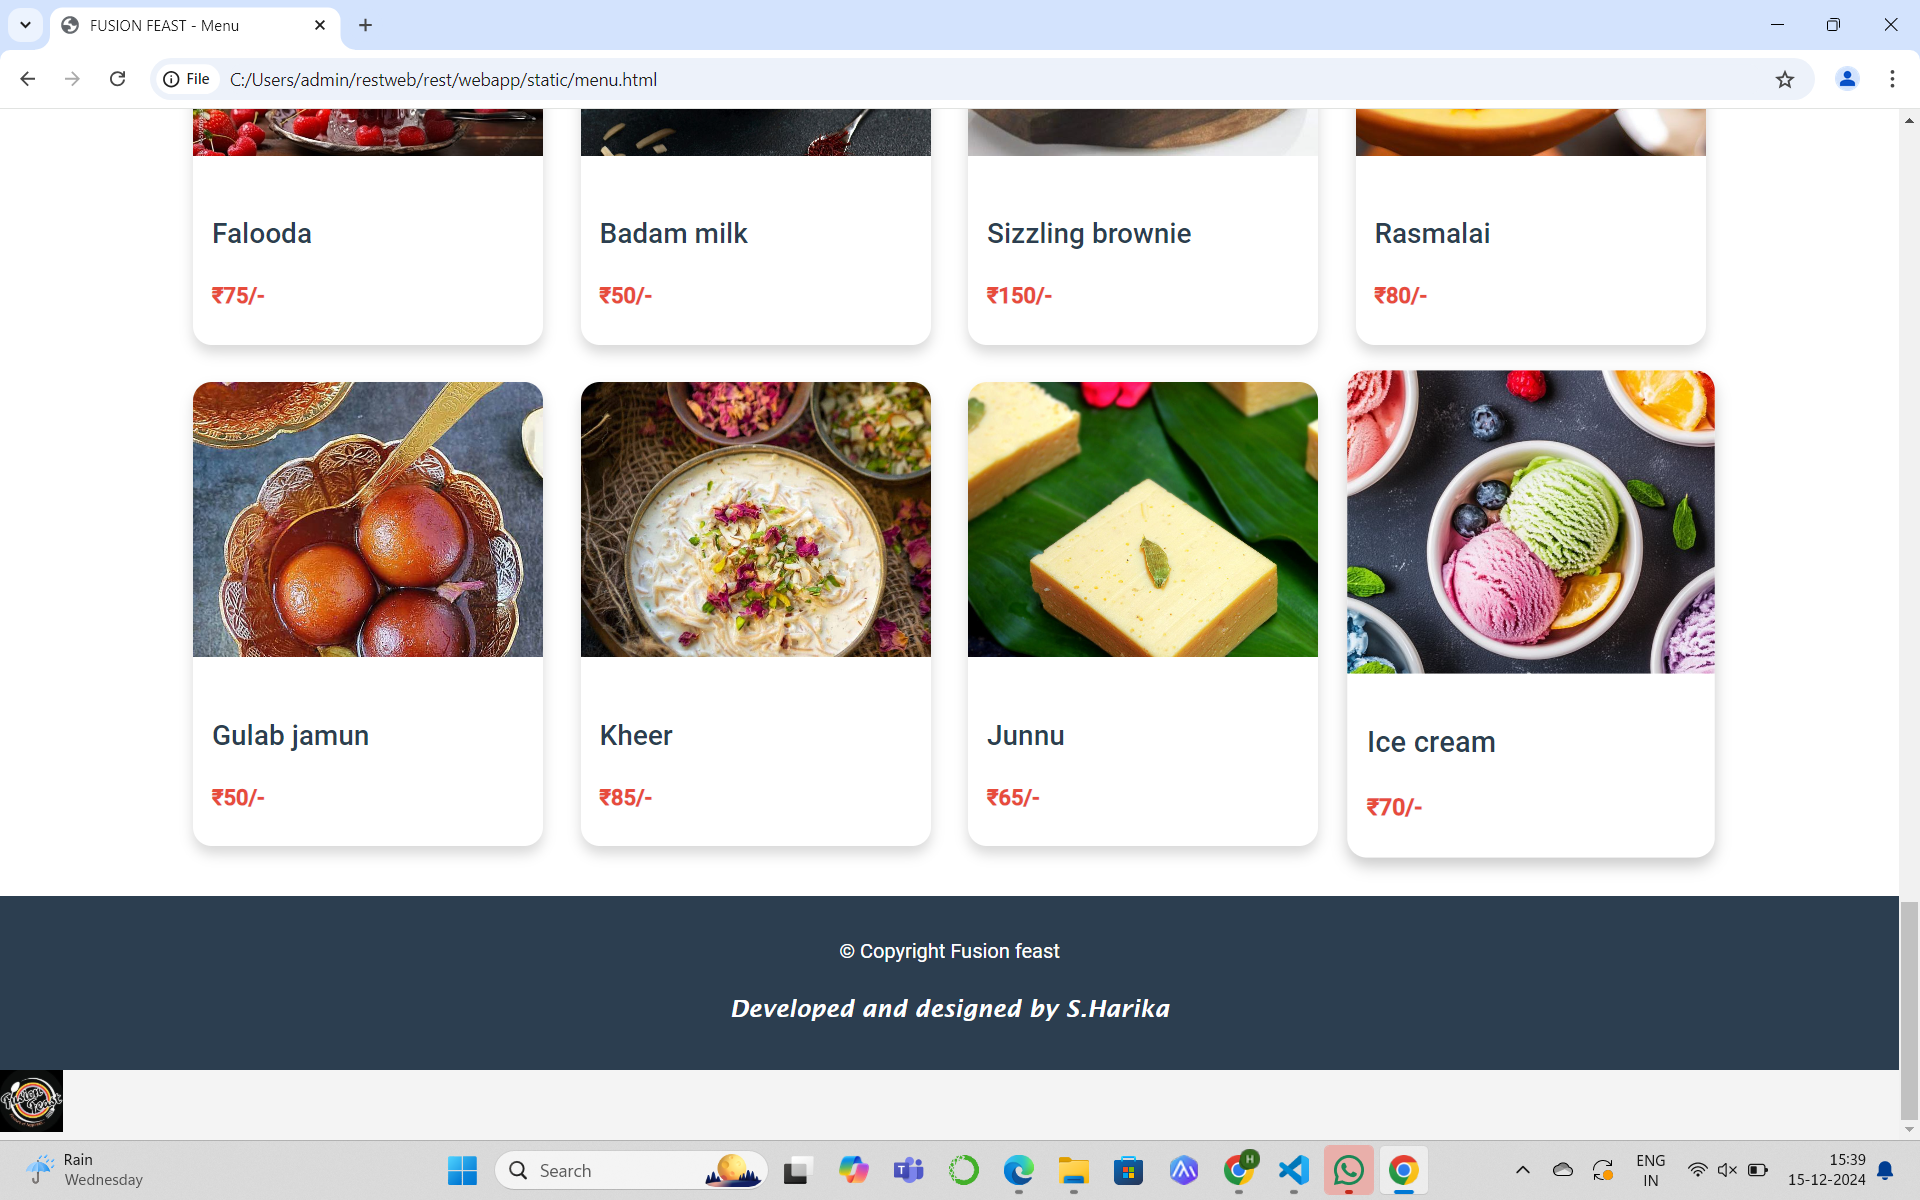 FUSION FEAST - Menu
File
C:/Users/admin/restweb/rest/webapp/static/menu.html
Falooda
Badam milk
Sizzling brownie
Rasmalai
₹75/-
₹50/-
₹150/-
₹80/-
Gulab jamun
Kheer
Junnu
Ice cream
₹50/-
₹85/-
₹65/-
₹70/-
© Copyright Fusion feast
Developed and designed by S.Harika
Fusion
Feast
Rain
Wednesday
Search
H
ENG
IN
15:39
15-12-2024